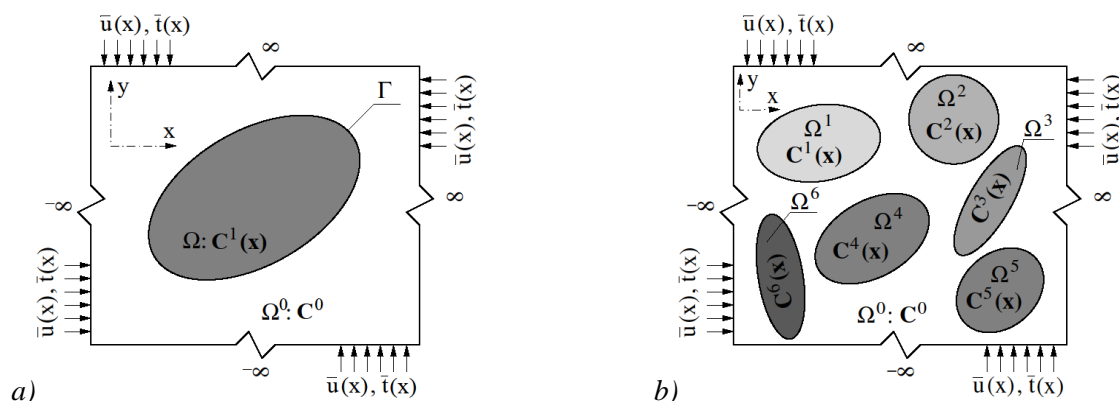 ū(x), t̄(x)
∞
y
x
Γ
ū(x), t̄(x)
-∞
∞
Ω: C¹(x)
ū(x), t̄(x)
Ω⁰: C⁰
-∞
ū(x), t̄(x)
a)
ū(x), t̄(x)
∞
y
x
Ω¹
C¹(x)
Ω²
C²(x)
Ω³
C³(x)
ū(x), t̄(x)
-∞
∞
Ω⁶
C⁶(x)
Ω⁴
C⁴(x)
Ω⁵
C⁵(x)
ū(x), t̄(x)
Ω⁰: C⁰
-∞
ū(x), t̄(x)
b)